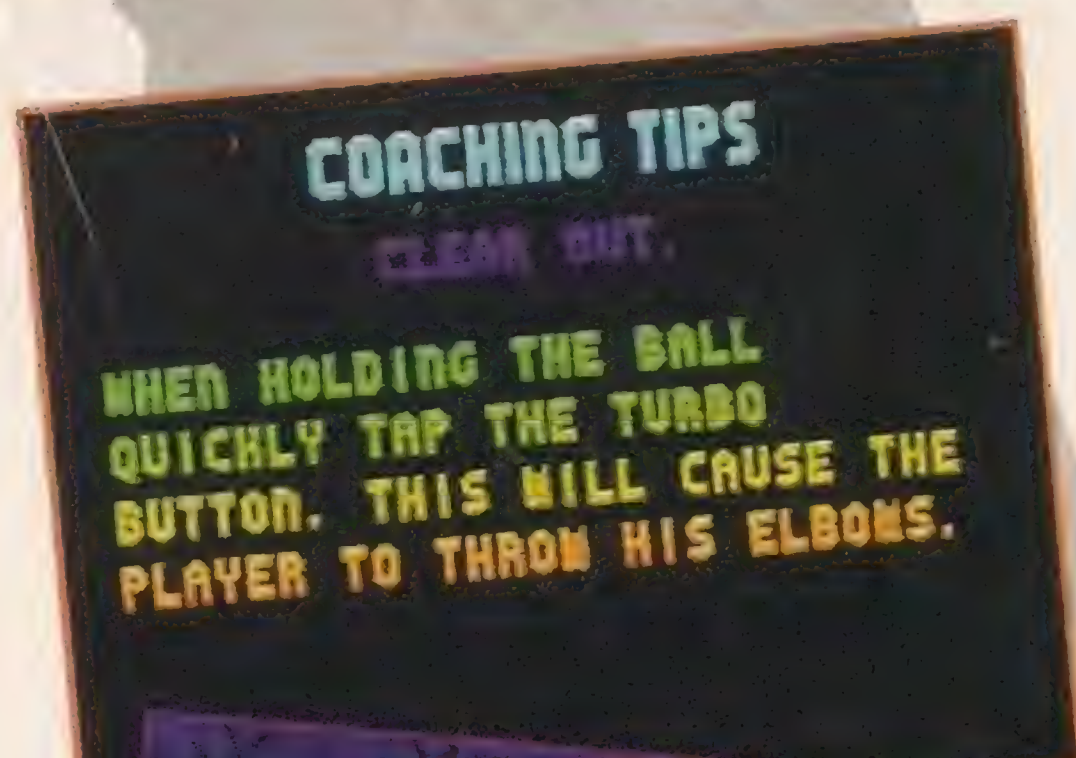 COACHING TIPS
CLEAR OUT.
WHEN HOLDING THE BALL
QUICKLY TAP THE TURBO
BUTTON. THIS WILL CAUSE THE
PLAYER TO THROW HIS ELBOWS.